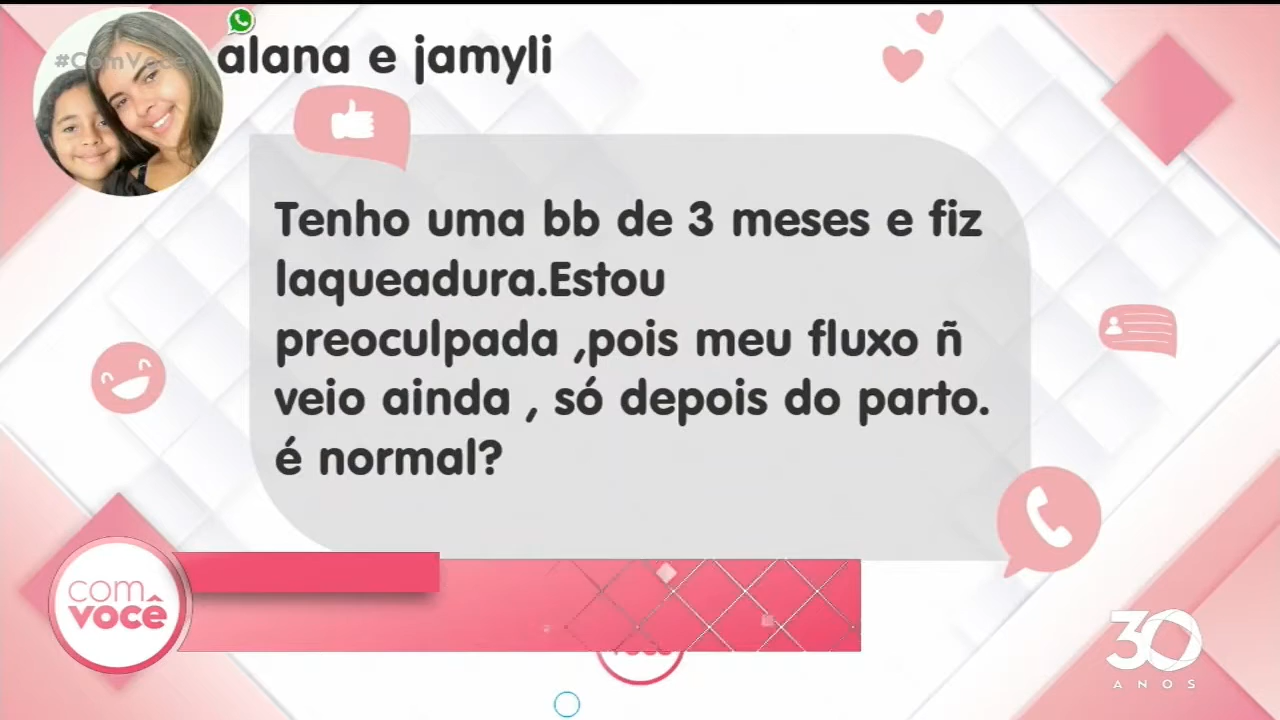 #ComVocê
alana e jamyli
Tenho uma bb de 3 meses e fiz
laqueadura.Estou
preoculpada ,pois meu fluxo ñ
veio ainda , só depois do parto.
é normal?
com
você
30
ANOS